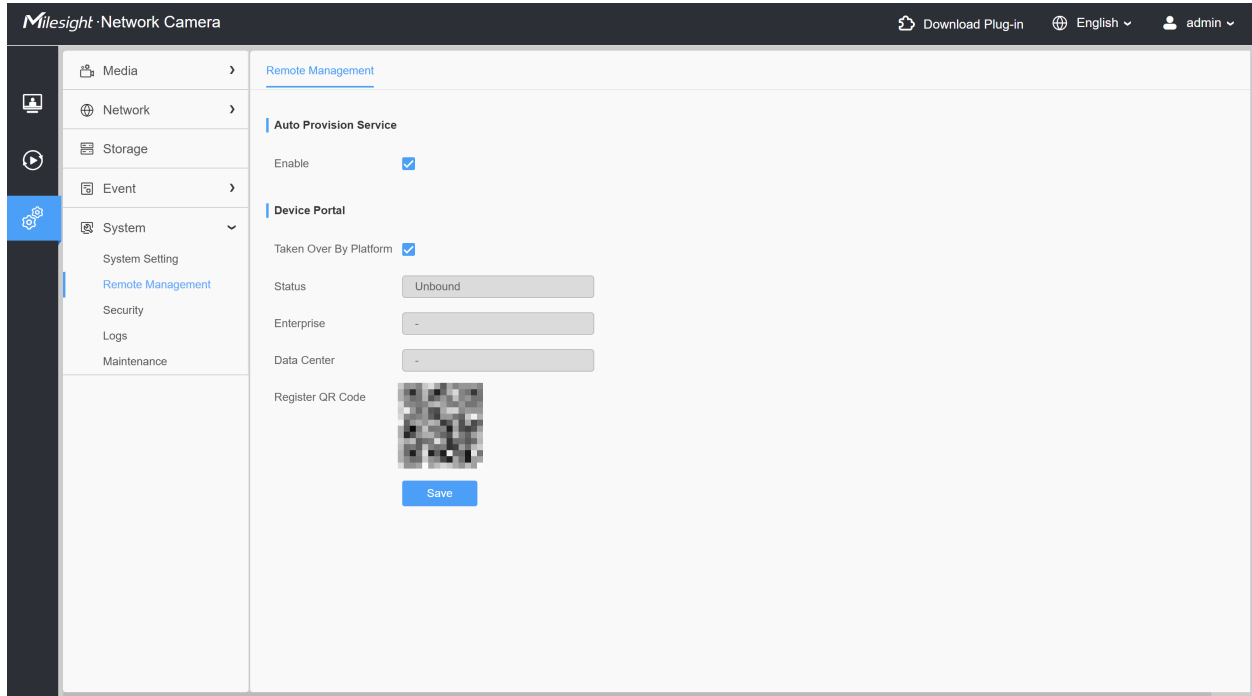 Milesight · Network Camera
Download Plug-in
English
admin
Media
Network
Storage
Event
System
System Setting
Remote Management
Security
Logs
Maintenance
Remote Management
Auto Provision Service
Enable
Device Portal
Taken Over By Platform
Status
Unbound
Enterprise
-
Data Center
-
Register QR Code
Save